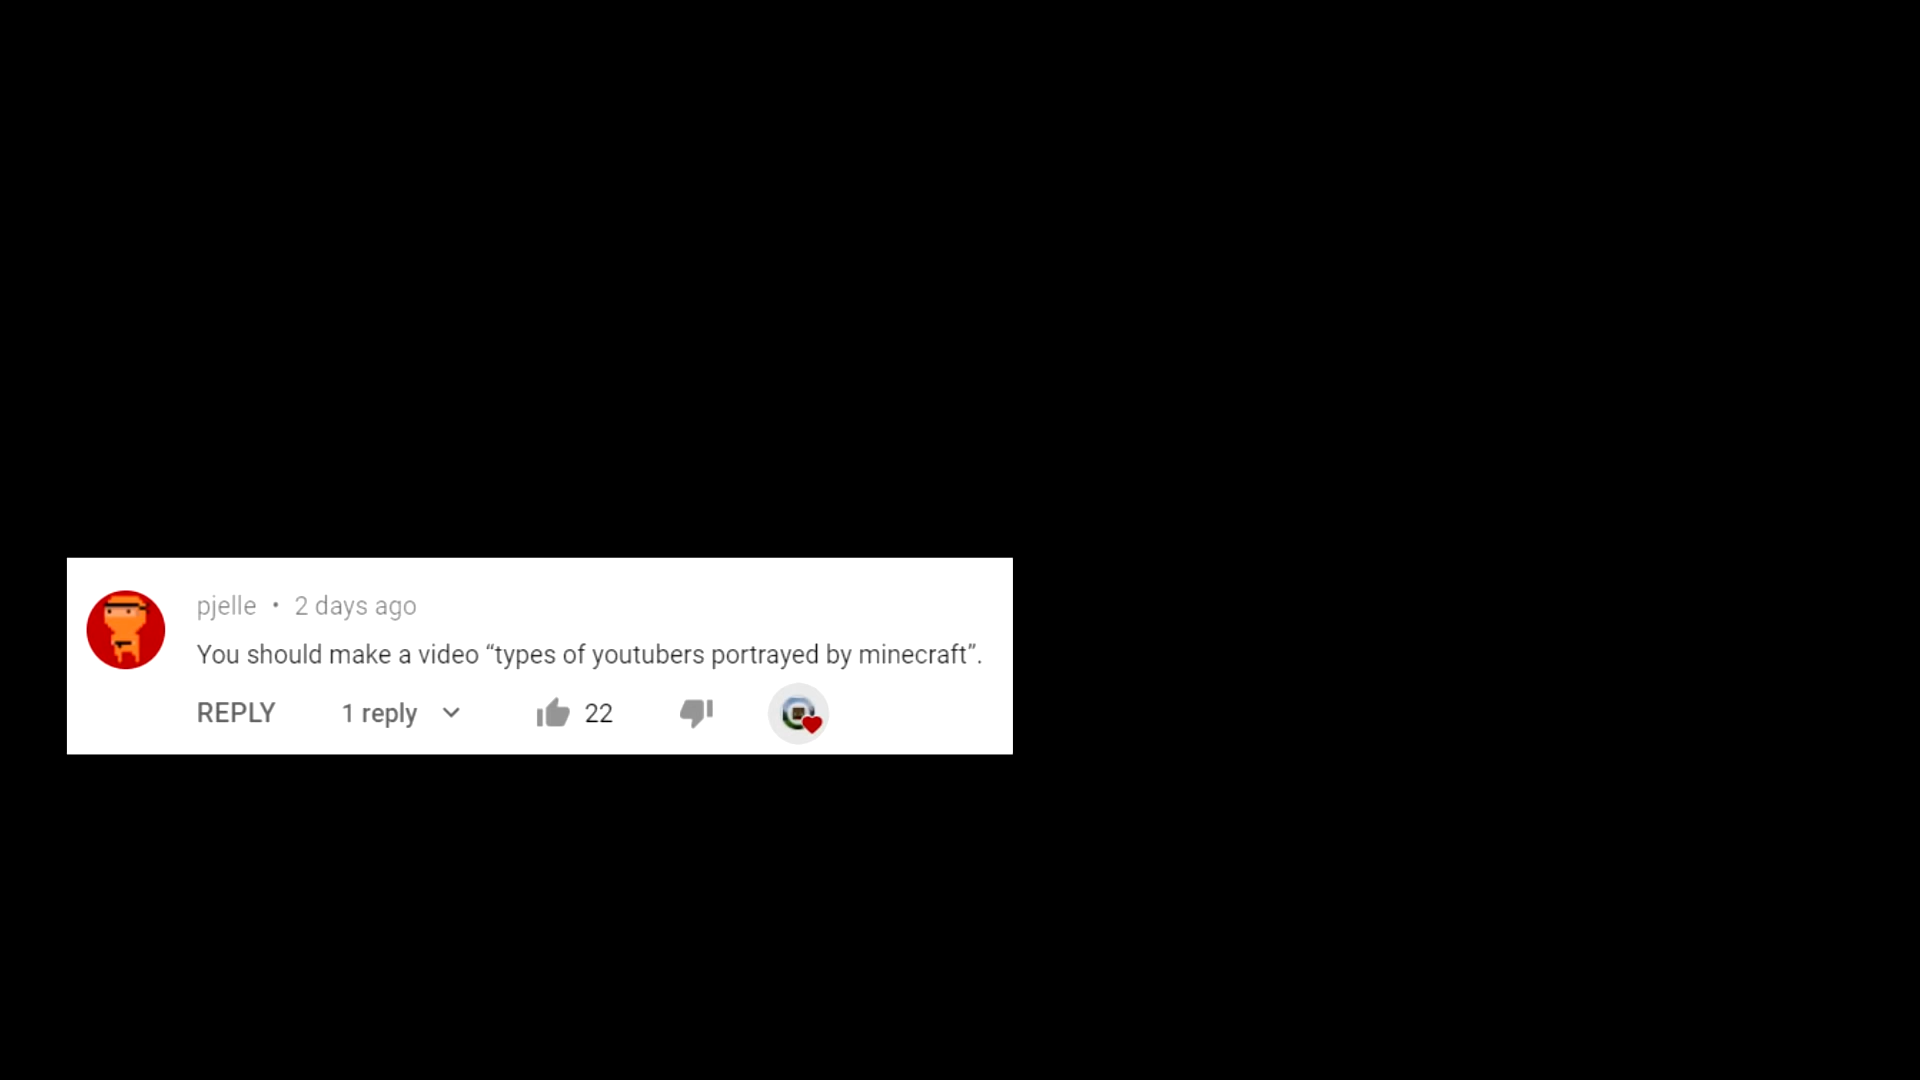 pjelle • 2 days ago
You should make a video “types of youtubers portrayed by minecraft”.
REPLY 1 reply 22